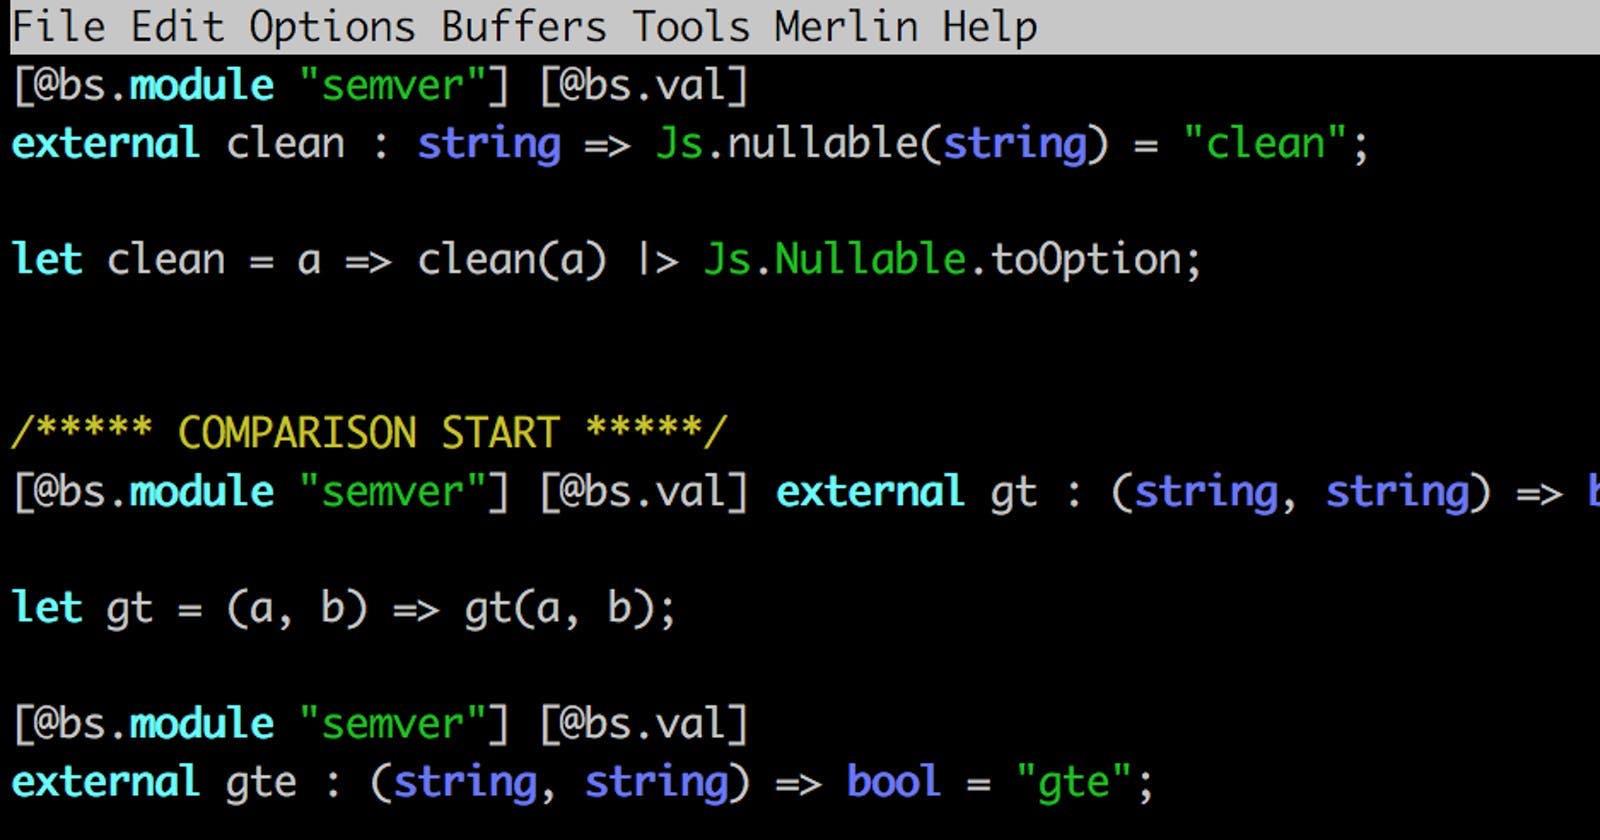 File Edit Options Buffers Tools Merlin Help
[@bs.module "semver"] [@bs.val]
external clean : string => Js.nullable(string) = "clean";
let clean = a => clean(a) |> Js.Nullable.toOption;
/***** COMPARISON START *****/
[@bs.module "semver"] [@bs.val] external gt : (string, string) =>
let gt = (a, b) => gt(a, b);
[@bs.module "semver"] [@bs.val]
external gte : (string, string) => bool = "gte";